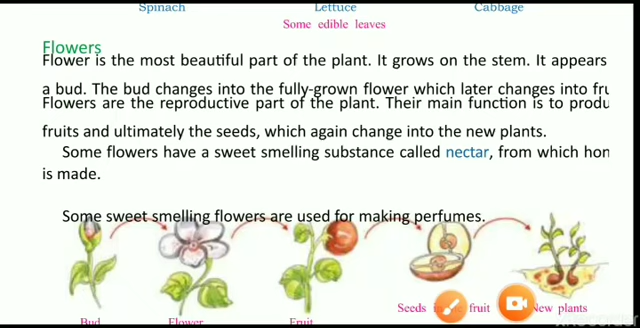 Spinach Lettuce Cabbage
Some edible leaves
Flowers
Flower is the most beautiful part of the plant. It grows on the stem. It appears
a bud. The bud changes into the fully-grown flower which later changes into fru
Flowers are the reproductive part of the plant. Their main function is to produ
fruits and ultimately the seeds, which again change into the new plants.
Some flowers have a sweet smelling substance called nectar, from which hon
is made.
Some sweet smelling flowers are used for making perfumes.
Seeds fruit New plants
Bud Flower Fruit